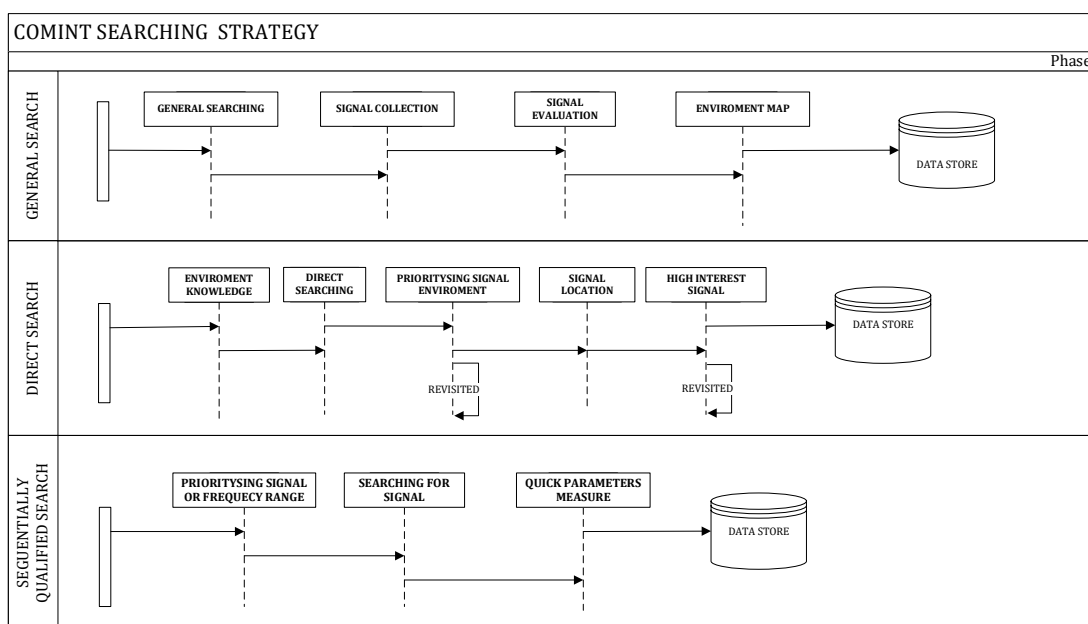 COMINT SEARCHING STRATEGY
Phase
GENERAL SEARCH
GENERAL SEARCHING
SIGNAL COLLECTION
SIGNAL
EVALUATION
ENVIROMENT MAP
DATA STORE
DIRECT SEARCH
ENVIROMENT
KNOWLEDGE
DIRECT
SEARCHING
PRIORITYSING SIGNAL
ENVIROMENT
SIGNAL
LOCATION
HIGH INTEREST
SIGNAL
DATA STORE
REVISITED
REVISITED
SEGUENTIALLY
QUALIFIED SEARCH
PRIORITYSING SIGNAL
OR FREQUECY RANGE
SEARCHING FOR
SIGNAL
QUICK PARAMETERS
MEASURE
DATA STORE